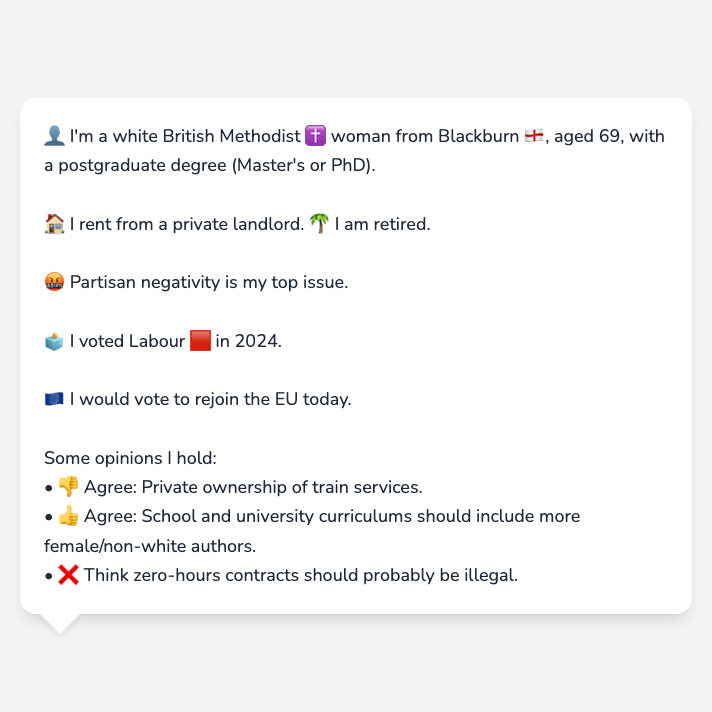 👤 I'm a white British Methodist ✝️ woman from Blackburn 🏴󠁧󠁢󠁥󠁮󠁧󠁿, aged 69, with
a postgraduate degree (Master's or PhD).
🏠 I rent from a private landlord. 🌴 I am retired.
🤬 Partisan negativity is my top issue.
🗳️ I voted Labour 🟥 in 2024.
🇪🇺 I would vote to rejoin the EU today.
Some opinions I hold:
• 👎 Agree: Private ownership of train services.
• 👍 Agree: School and university curriculums should include more
female/non-white authors.
• ❌ Think zero-hours contracts should probably be illegal.